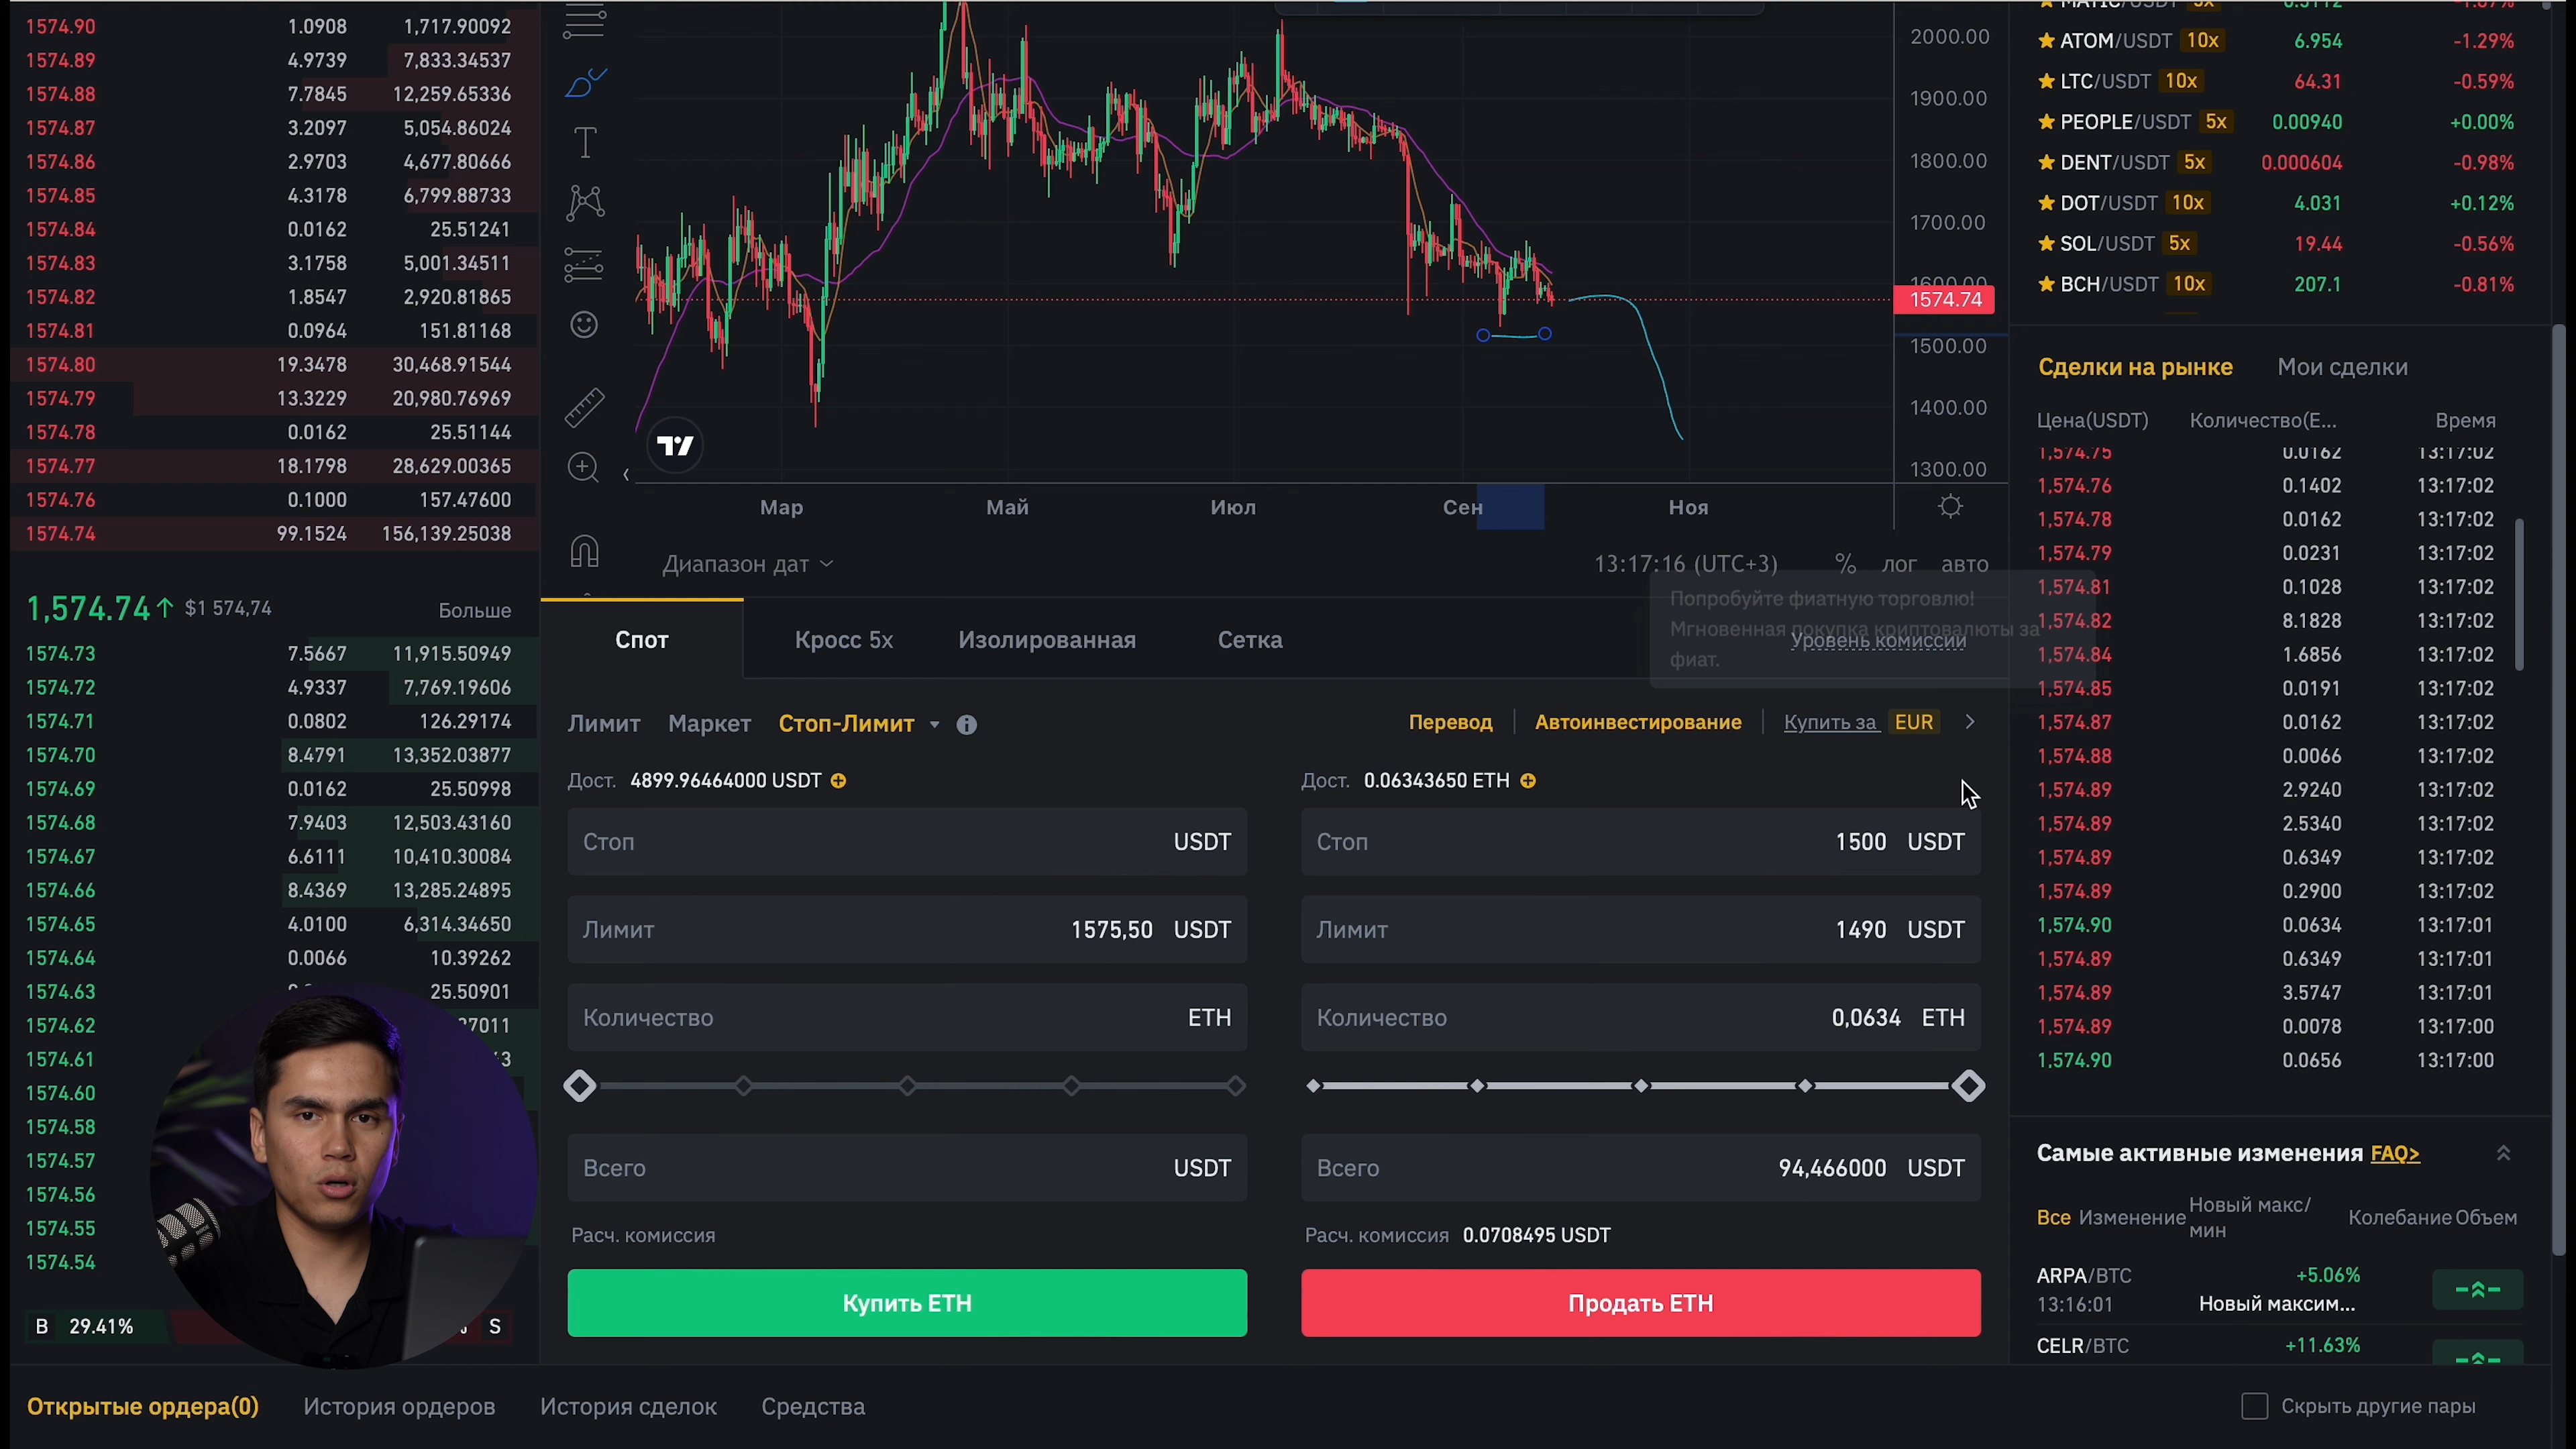 1574.90 1.0908 1,717.90092
1574.89 4.9739 7,833.34537
1574.88 7.7845 12,259.65336
1574.87 3.2097 5,054.86024
1574.86 2.9703 4,677.80666
1574.85 4.3178 6,799.88733
1574.84 0.0162 25.51241
1574.83 3.1758 5,001.34511
1574.82 1.8547 2,920.81865
1574.81 0.0964 151.81168
1574.80 19.3478 30,468.91544
1574.79 13.3229 20,980.76969
1574.78 0.0162 25.51144
1574.77 18.1798 28,629.00365
1574.76 0.1000 157.47600
1574.74 99.1524 156,139.25038
1,574.74↑ $1 574,74 Больше
1574.73 7.5667 11,915.50949
1574.72 4.9337 7,769.19606
1574.71 0.0802 126.29174
1574.70 8.4791 13,352.03877
1574.69 0.0162 25.50998
1574.68 7.9403 12,503.43160
1574.67 6.6111 10,410.30084
1574.66 8.4369 13,285.24895
1574.65 4.0100 6,314.34650
1574.64 0.0066 10.39262
1574.63 25.50901
1574.62
1574.61
1574.60
1574.58
1574.57
1574.56
1574.55
1574.54
B 29.41% S
2000.00
1900.00
1800.00
1700.00
1600.00
1574.74
1500.00
1400.00
1300.00
Мар Май Июл Сен Ноя
Диапазон дат 13:17:16 (UTC+3) % лог авто
Попробуйте фиатную торговлю!
Мгновенная покупка криптовалюты за
фиат.
Спот Кросс 5x Изолированная Сетка Уровень комиссии
Лимит Маркет Стоп-Лимит Перевод Автоинвестирование Купить за EUR >
Дост. 4899.96464000 USDT
Стоп USDT
Лимит 1575,50 USDT
Количество ETH
Всего USDT
Расч. комиссия
Купить ETH
Дост. 0.06343650 ETH
Стоп 1500 USDT
Лимит 1490 USDT
Количество 0,0634 ETH
Всего 94,466000 USDT
Расч. комиссия 0.0708495 USDT
Продать ETH
MATIC/USDT 5x 0.5112 -1.67%
ATOM/USDT 10x 6.954 -1.29%
LTC/USDT 10x 64.31 -0.59%
PEOPLE/USDT 5x 0.00940 +0.00%
DENT/USDT 5x 0.000604 -0.98%
DOT/USDT 10x 4.031 +0.12%
SOL/USDT 5x 19.44 -0.56%
BCH/USDT 10x 207.1 -0.81%
Сделки на рынке Мои сделки
Цена(USDT) Количество(E... Время
1,574.75 0.0162 13:17:02
1,574.76 0.1402 13:17:02
1,574.78 0.0162 13:17:02
1,574.79 0.0231 13:17:02
1,574.81 0.1028 13:17:02
1,574.82 8.1828 13:17:02
1,574.84 1.6856 13:17:02
1,574.85 0.0191 13:17:02
1,574.87 0.0162 13:17:02
1,574.88 0.0066 13:17:02
1,574.89 2.9240 13:17:02
1,574.89 2.5340 13:17:02
1,574.89 0.6349 13:17:02
1,574.89 0.2900 13:17:02
1,574.90 0.0634 13:17:01
1,574.89 0.6349 13:17:01
1,574.89 3.5747 13:17:01
1,574.89 0.0078 13:17:00
1,574.90 0.0656 13:17:00
Самые активные изменения FAQ>
Все Изменение Новый макс/
мин Колебание Объем
ARPA/BTC +5.06%
13:16:01 Новый максим...
CELR/BTC +11.63%
Открытые ордера(0) История ордеров История сделок Средства Скрыть другие пары